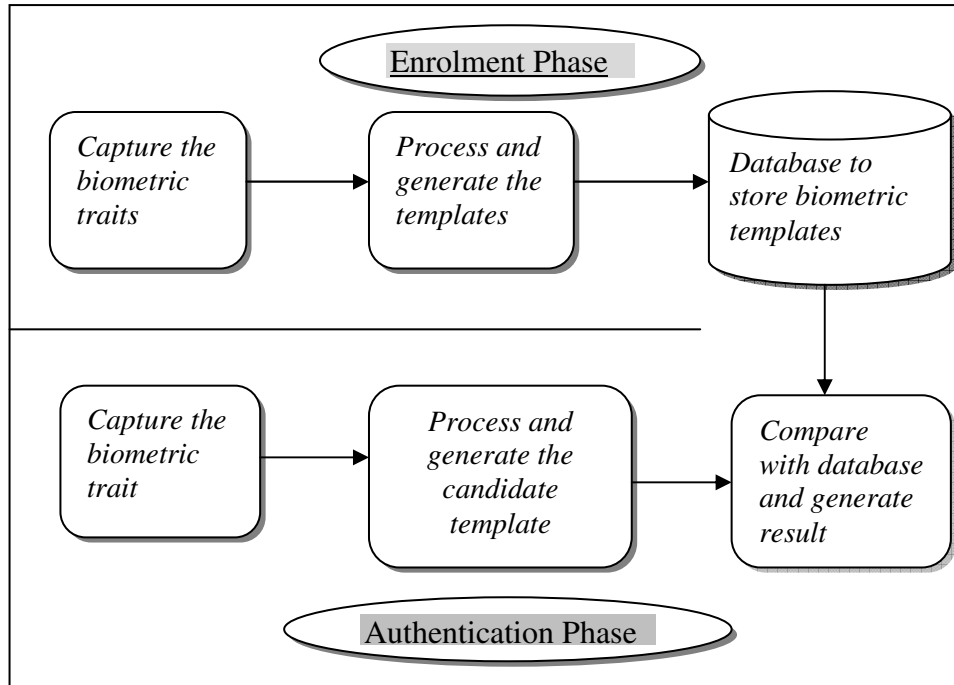 Enrolment Phase
Capture the
biometric
traits
Process and
generate the
templates
Database to
store biometric
templates
Capture the
biometric
trait
Process and
generate the
candidate
template
Compare
with database
and generate
result
Authentication Phase